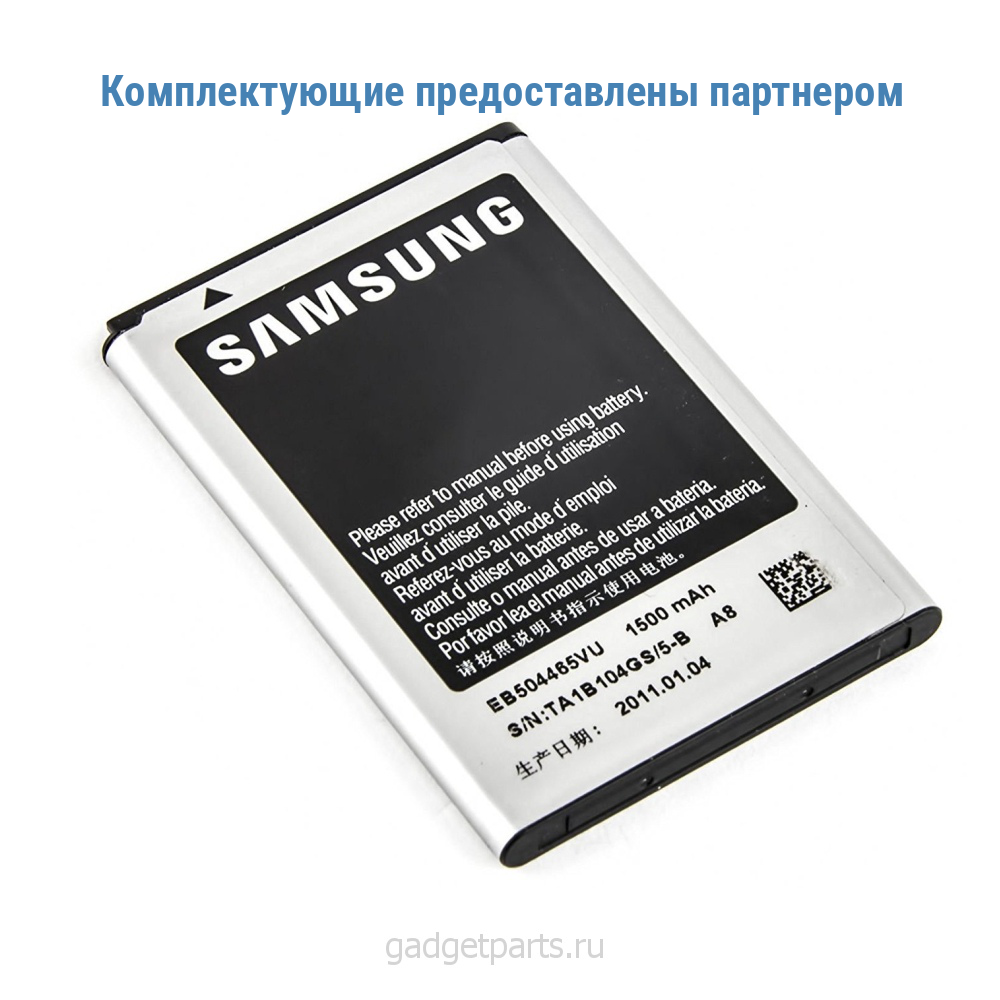 Комплектующие предоставлены партнером
SAMSUNG
Please refer to manual before using battery.
Veuillez consulter le guide d'utilisation
avant d'utiliser la pile.
Referez-vous au mode d'emploi
avant d'utiliser la batterie.
Consulte o manual antes de usar a bateria.
Por favor lea el manual antes de utilizar la batería.
请按照说明书指示使用电池。
EB504465VU 1500 mAh
S/N:TA1B104GS/5-B A8
生产日期: 2011.01.04
gadgetparts.ru